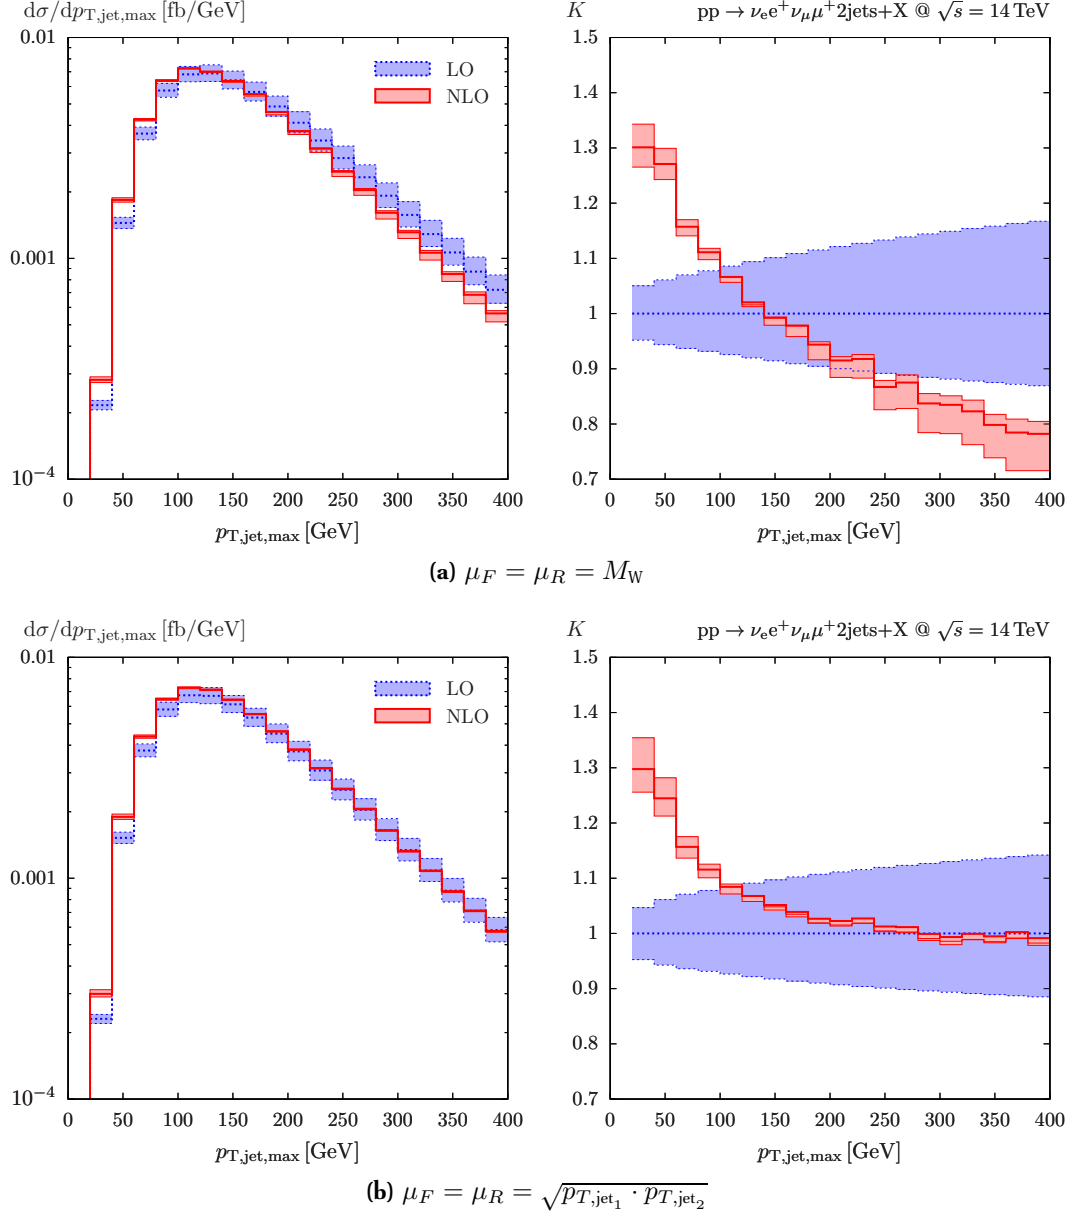 dσ/dp_T,jet,max [fb/GeV]
0.01
0.001
10⁻⁴
LO
NLO
0 50 100 150 200 250 300 350 400
p_T,jet,max [GeV]
K pp → ν_e e⁺ ν_μ μ⁺ 2jets+X @ √s = 14 TeV
1.5
1.4
1.3
1.2
1.1
1
0.9
0.8
0.7
0 50 100 150 200 250 300 350 400
p_T,jet,max [GeV]
(a) μ_F = μ_R = M_W
dσ/dp_T,jet,max [fb/GeV]
0.01
0.001
10⁻⁴
LO
NLO
0 50 100 150 200 250 300 350 400
p_T,jet,max [GeV]
K pp → ν_e e⁺ ν_μ μ⁺ 2jets+X @ √s = 14 TeV
1.5
1.4
1.3
1.2
1.1
1
0.9
0.8
0.7
0 50 100 150 200 250 300 350 400
p_T,jet,max [GeV]
(b) μ_F = μ_R = √(p_T,jet₁ · p_T,jet₂)